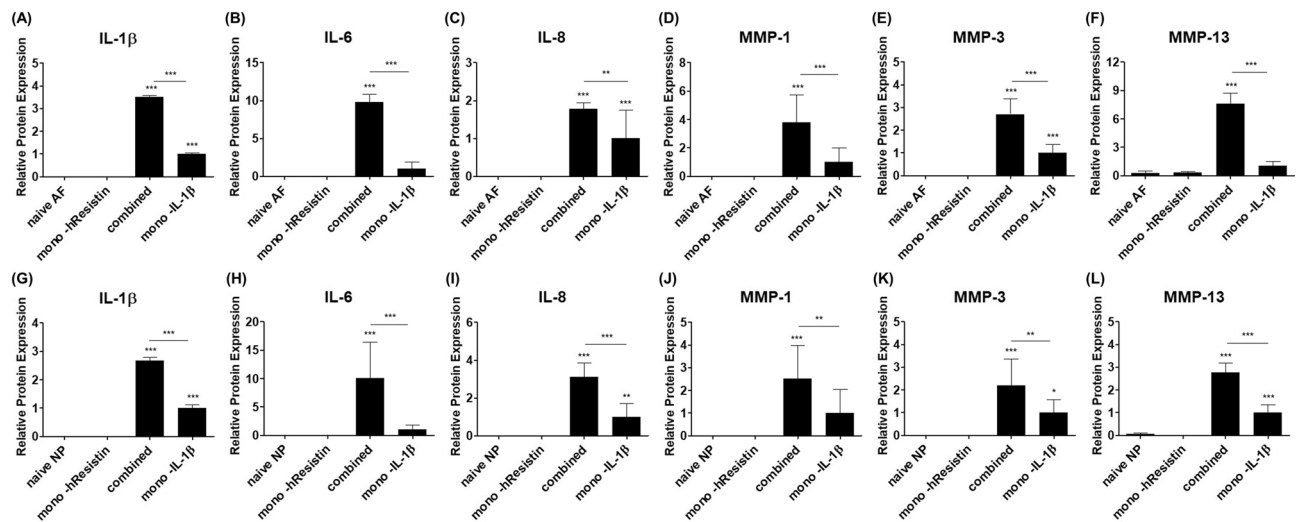 (A)
IL-1β
Relative Protein Expression
5
4
3
2
1
0
***
***
***
naive AF
mono -hResistin
combined
mono -IL-1β
(B)
IL-6
Relative Protein Expression
15
10
5
0
***
***
naive AF
mono -hResistin
combined
mono -IL-1β
(C)
IL-8
Relative Protein Expression
3
2
1
0
**
***
***
naive AF
mono -hResistin
combined
mono -IL-1β
(D)
MMP-1
Relative Protein Expression
8
6
4
2
0
***
***
naive AF
mono -hResistin
combined
mono -IL-1β
(E)
MMP-3
Relative Protein Expression
5
4
3
2
1
0
***
***
***
naive AF
mono -hResistin
combined
mono -IL-1β
(F)
MMP-13
Relative Protein Expression
12
9
6
3
0
***
***
naive AF
mono -hResistin
combined
mono -IL-1β
(G)
IL-1β
Relative Protein Expression
4
3
2
1
0
***
***
***
naive NP
mono -hResistin
combined
mono -IL-1β
(H)
IL-6
Relative Protein Expression
20
15
10
5
0
***
***
naive NP
mono -hResistin
combined
mono -IL-1β
(I)
IL-8
Relative Protein Expression
6
4
2
0
***
***
**
naive NP
mono -hResistin
combined
mono -IL-1β
(J)
MMP-1
Relative Protein Expression
5
4
3
2
1
0
**
***
naive NP
mono -hResistin
combined
mono -IL-1β
(K)
MMP-3
Relative Protein Expression
5
4
3
2
1
0
**
***
*
naive NP
mono -hResistin
combined
mono -IL-1β
(L)
MMP-13
Relative Protein Expression
5
4
3
2
1
0
***
***
***
naive NP
mono -hResistin
combined
mono -IL-1β